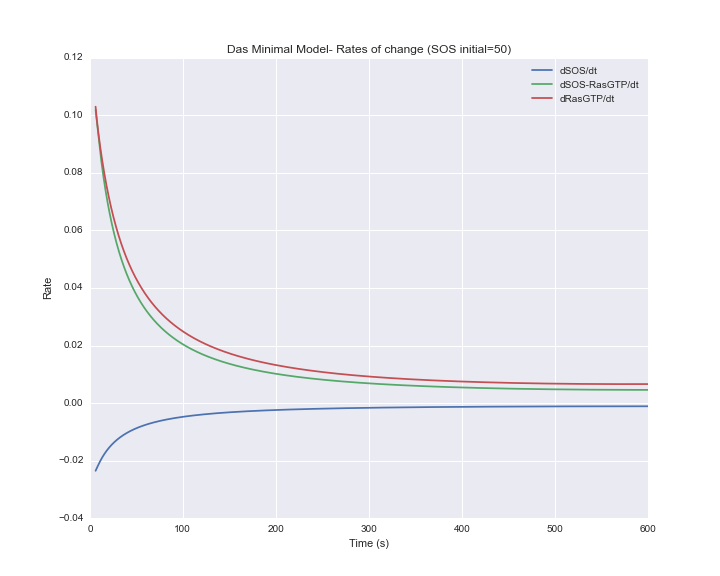 Das Minimal Model- Rates of change (SOS initial=50)
dSOS/dt
dSOS-RasGTP/dt
dRasGTP/dt
0.12
0.10
0.08
0.06
0.04
0.02
0.00
−0.02
−0.04
Rate
0 100 200 300 400 500 600
Time (s)